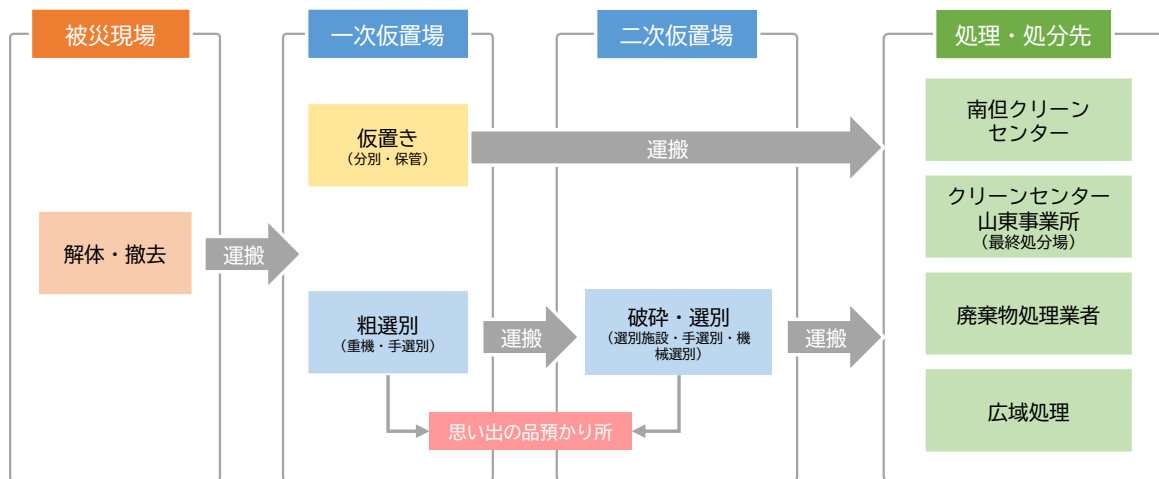 被災現場
一次仮置場
二次仮置場
処理・処分先
仮置き
(分別・保管)
運搬
南但クリーン
センター
解体・撤去
運搬
クリーンセンター
山東事業所
(最終処分場)
粗選別
(重機・手選別)
運搬
破砕・選別
(選別施設・手選別・機
械選別)
運搬
廃棄物処理業者
思い出の品預かり所
広域処理